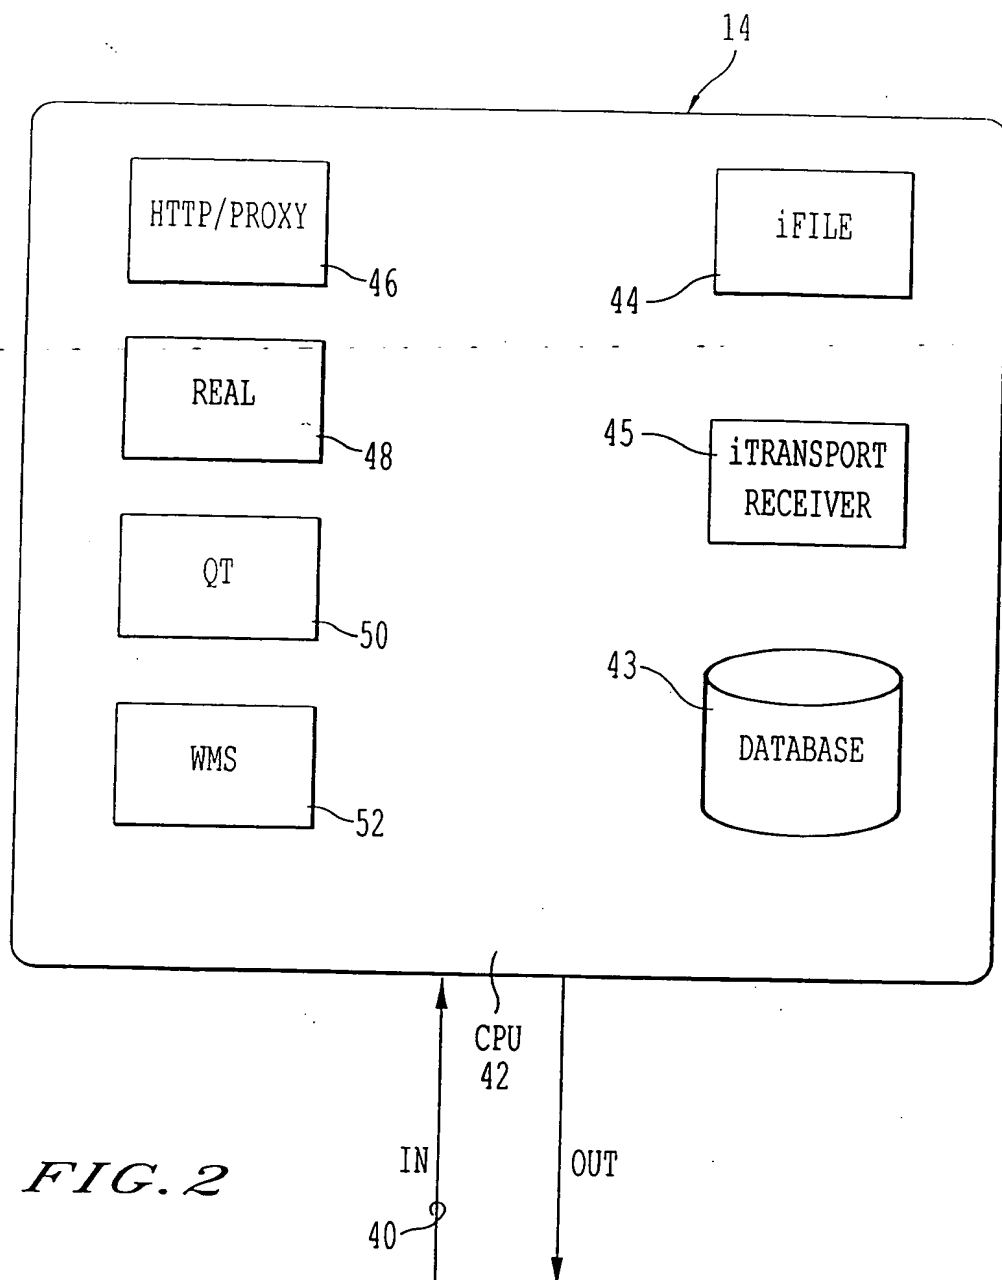 14
HTTP/PROXY
46
iFILE
44
REAL
48
45
iTRANSPORT
RECEIVER
QT
50
43
DATABASE
WMS
52
CPU
42
IN
OUT
40
FIG. 2